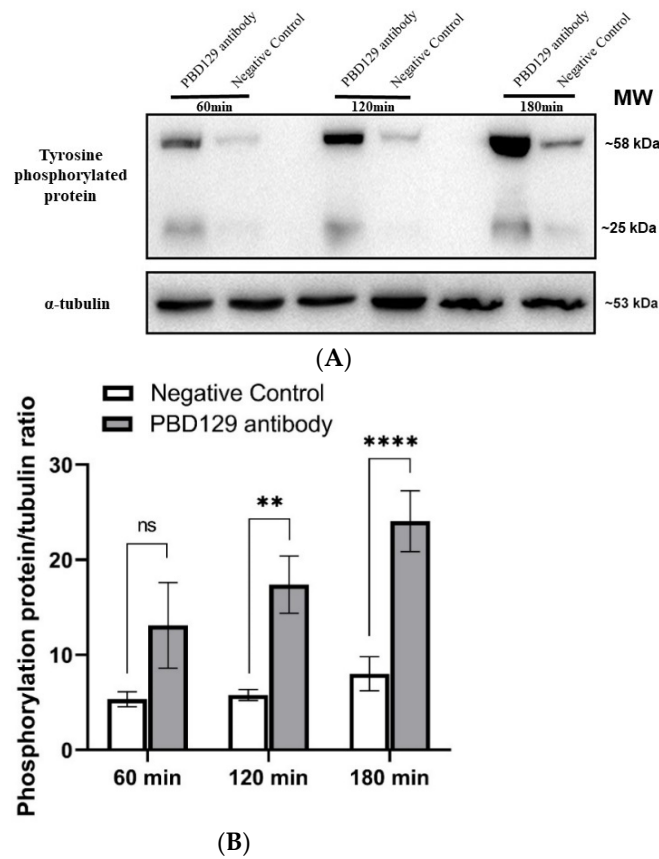 PBD129 antibody
Negative Control
PBD129 antibody
Negative Control
PBD129 antibody
Negative Control
60min
120min
180min
MW
Tyrosine
phosphorylated
protein
~58 kDa
~25 kDa
α-tubulin
~53 kDa
(A)
Negative Control
PBD129 antibody
Phosphorylation protein/tubulin ratio
30
20
10
0
ns
**
****
60 min
120 min
180 min
(B)